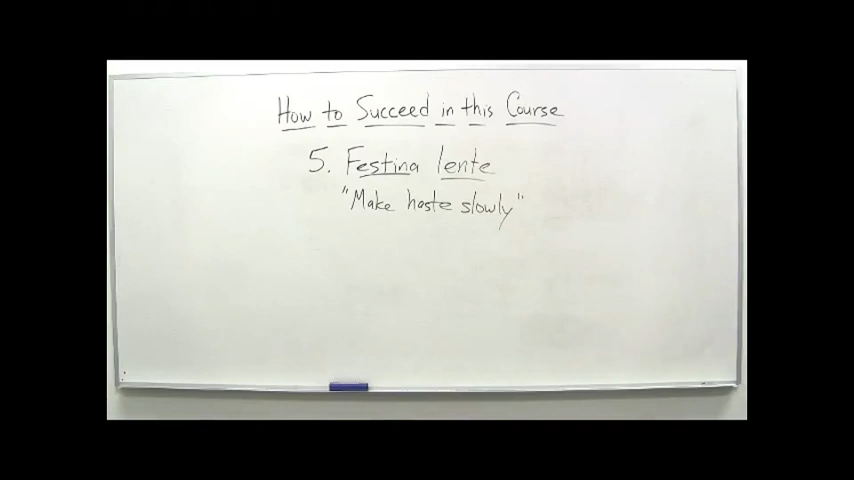 How to Succeed in this Course
5. Festina lente
"Make haste slowly"